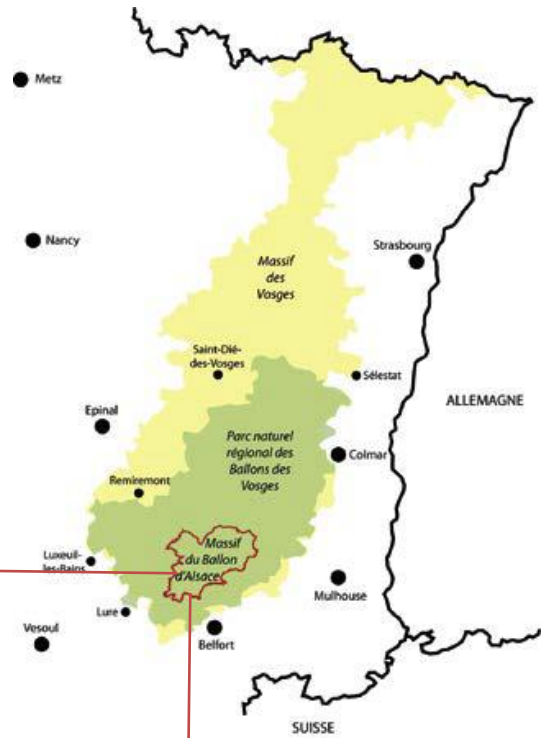 Metz
Nancy
Strasbourg
Massif
des
Vosges
Saint-Dié-
des-Vosges
Sélestat
ALLEMAGNE
Epinal
Parc naturel
régional des
Ballons des
Vosges
Colmar
Remiremont
Massif
du Ballon
d'Alsace
Luxeuil-
les-Bains
Mulhouse
Lure
Vesoul
Belfort
SUISSE